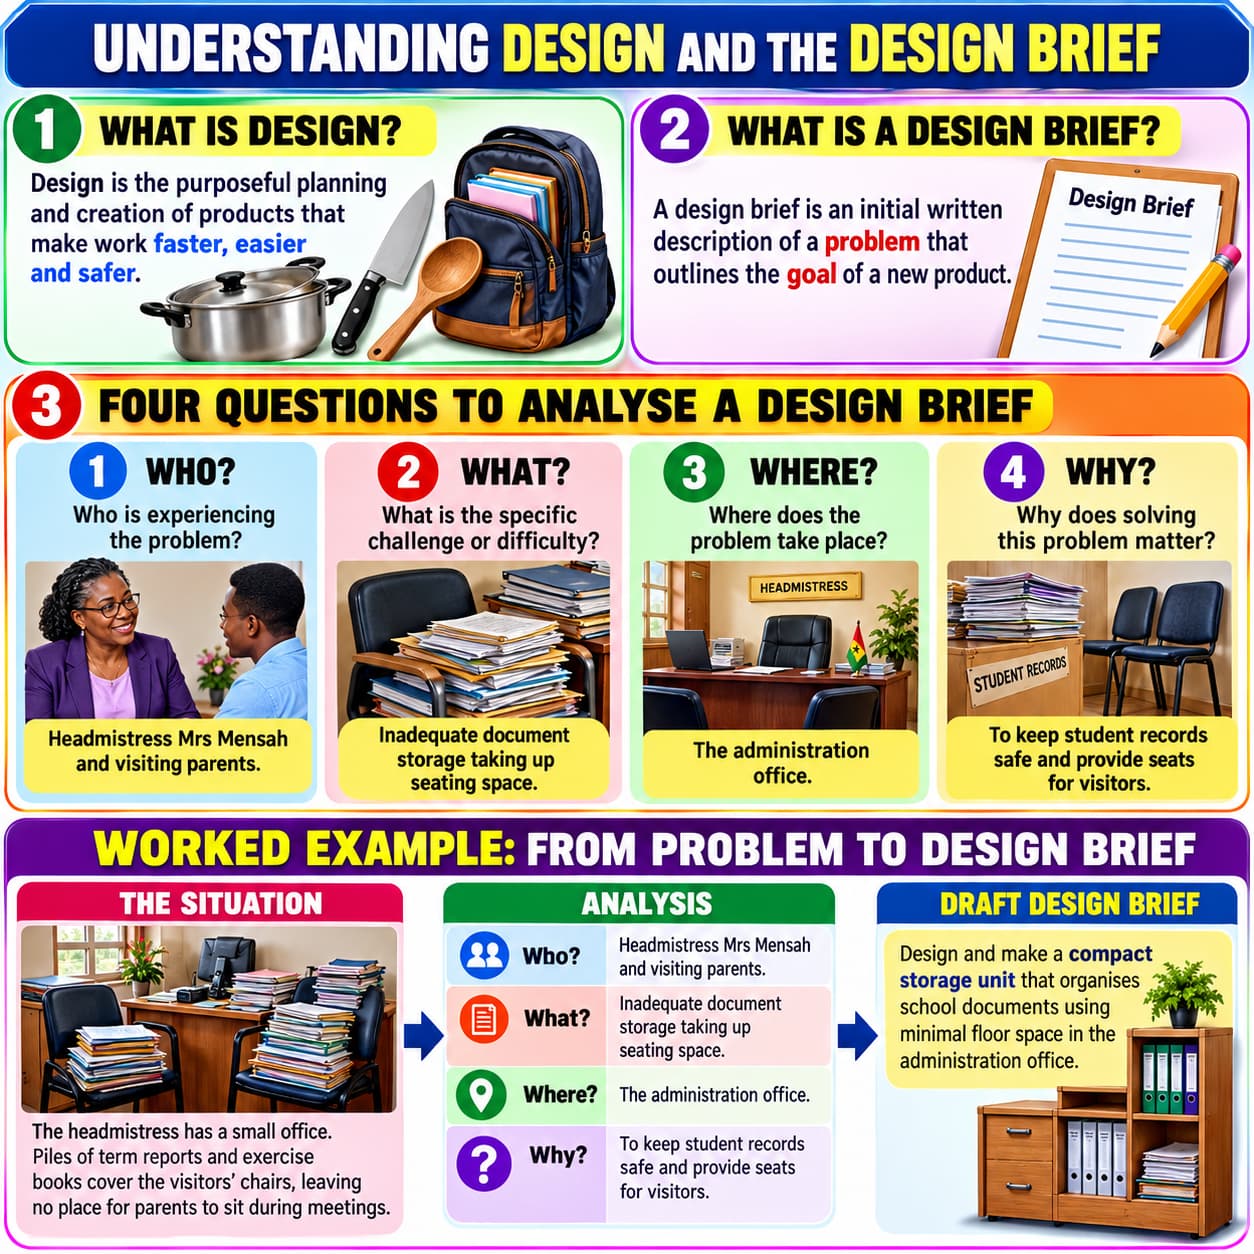 UNDERSTANDING DESIGN AND THE DESIGN BRIEF
1 WHAT IS DESIGN?
Design is the purposeful planning
and creation of products that
make work faster, easier
and safer.
2 WHAT IS A DESIGN BRIEF?
A design brief is an initial written
description of a problem that
outlines the goal of a new product.
Design Brief
3 FOUR QUESTIONS TO ANALYSE A DESIGN BRIEF
1 WHO?
Who is experiencing
the problem?
Headmistress Mrs Mensah
and visiting parents.
2 WHAT?
What is the specific
challenge or difficulty?
Inadequate document
storage taking up
seating space.
3 WHERE?
Where does the
problem take place?
HEADMISTRESS
The administration
office.
4 WHY?
Why does solving
this problem matter?
STUDENT RECORDS
To keep student records
safe and provide seats
for visitors.
WORKED EXAMPLE: FROM PROBLEM TO DESIGN BRIEF
THE SITUATION
The headmistress has a small office.
Piles of term reports and exercise
books cover the visitors' chairs, leaving
no place for parents to sit during meetings.
ANALYSIS
Who?
Headmistress Mrs Mensah
and visiting parents.
What?
Inadequate document
storage taking up
seating space.
Where?
The administration office.
?
Why?
To keep student records
safe and provide seats
for visitors.
DRAFT DESIGN BRIEF
Design and make a compact
storage unit that organises
school documents using
minimal floor space in the
administration office.